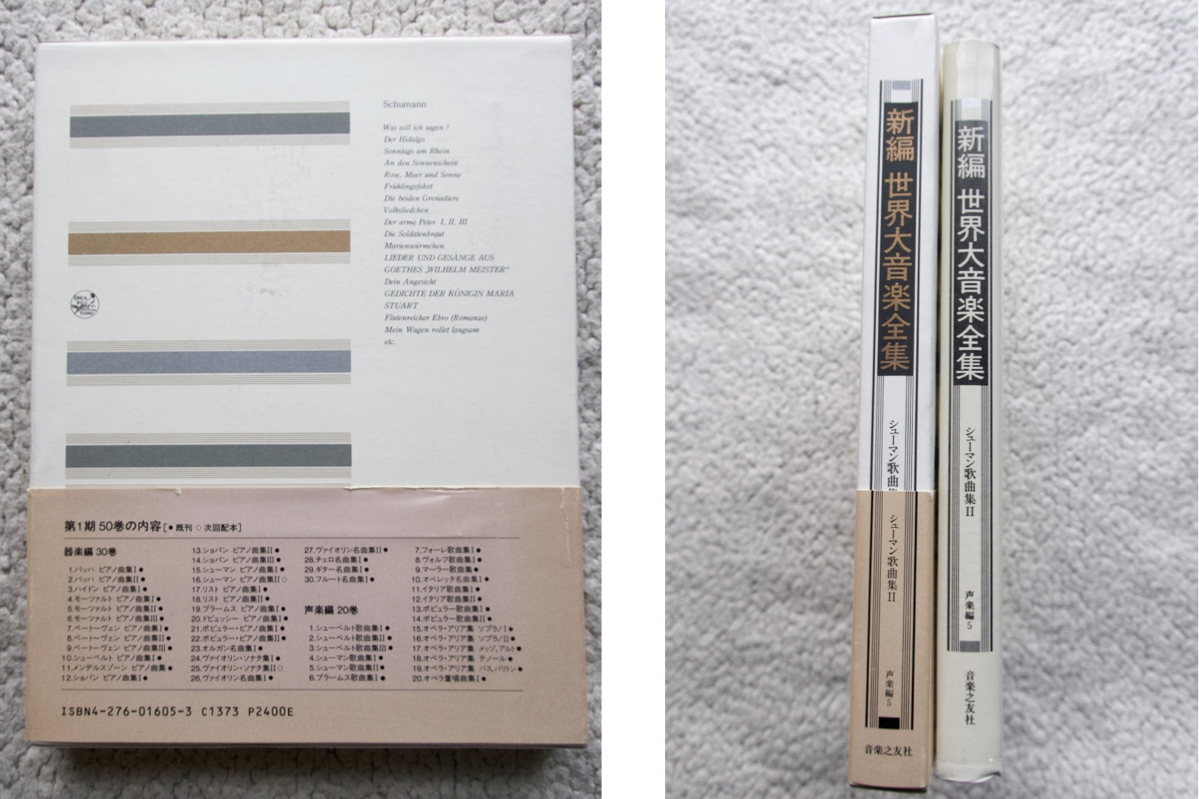 Schumann
Was soll ich sagen?
Der Hidalgo
Sonntags am Rhein
An den Sonnenschein
Rose, Meer und Sonne
Frühlingsfahrt
Die beiden Grenadiere
Volksliedchen
Der arme Peter I, II, III
Die Soldatenbraut
Marienwürmchen
LIEDER UND GESÄNGE AUS
GOETHES „WILHELM MEISTER“
Dein Angesicht
GEDICHTE DER KÖNIGIN MARIA
STUART
Flutenreicher Ebro (Romanze)
Mein Wagen rollet langsam
etc.
第1期 50巻の内容[●既刊 ○次回配本]
器楽編 30巻
1.バッハ ピアノ曲集I●
2.バッハ ピアノ曲集II●
3.ハイドン ピアノ曲集I●
4.モーツァルト ピアノ曲集I●
5.モーツァルト ピアノ曲集II●
6.モーツァルト ピアノ曲集III●
7.ベートーヴェン ピアノ曲集I●
8.ベートーヴェン ピアノ曲集II●
9.ベートーヴェン ピアノ曲集III●
10.シューベルト ピアノ曲集I●
11.メンデルスゾーン ピアノ曲集I●
12.ショパン ピアノ曲集I●
13.ショパン ピアノ曲集II●
14.ショパン ピアノ曲集III●
15.シューマン ピアノ曲集I●
16.シューマン ピアノ曲集II○
17.リスト ピアノ曲集I●
18.リスト ピアノ曲集II●
19.ブラームス ピアノ曲集I●
20.ドビュッシー ピアノ曲集I●
21.ポピュラー・ピアノ曲集I●
22.ポピュラー・ピアノ曲集II●
23.オルガン名曲集I●
24.ヴァイオリン・ソナタ集I●
25.ヴァイオリン・ソナタ集II○
26.ヴァイオリン名曲集I●
27.ヴァイオリン名曲集II●
28.チェロ名曲集I●
29.ギター名曲集I●
30.フルート名曲集I●
声楽編 20巻
1.シューベルト歌曲集I●
2.シューベルト歌曲集II●
3.シューベルト歌曲集III●
4.シューマン歌曲集I●
5.シューマン歌曲集II●
6.ブラームス歌曲集I●
7.フォーレ歌曲集I●
8.ヴォルフ歌曲集I●
9.マーラー歌曲集I●
10.オペレッタ名曲集I●
11.イタリア歌曲集I●
12.イタリア歌曲集II●
13.ポピュラー歌曲集I●
14.ポピュラー歌曲集II●
15.オペラ・アリア集 ソプラノI●
16.オペラ・アリア集 ソプラノII●
17.オペラ・アリア集 メッゾ,アルト●
18.オペラ・アリア集 テノールI●
19.オペラ・アリア集 バス,バリトン●
20.オペラ重唱曲集I●
ISBN4-276-01605-3 C1373 P2400E
新編 世界大音楽全集
シューマン歌曲集
シューマン歌曲集II
声楽編5
音楽之友社
新編 世界大音楽全集
シューマン歌曲集II
声楽編5
音楽之友社